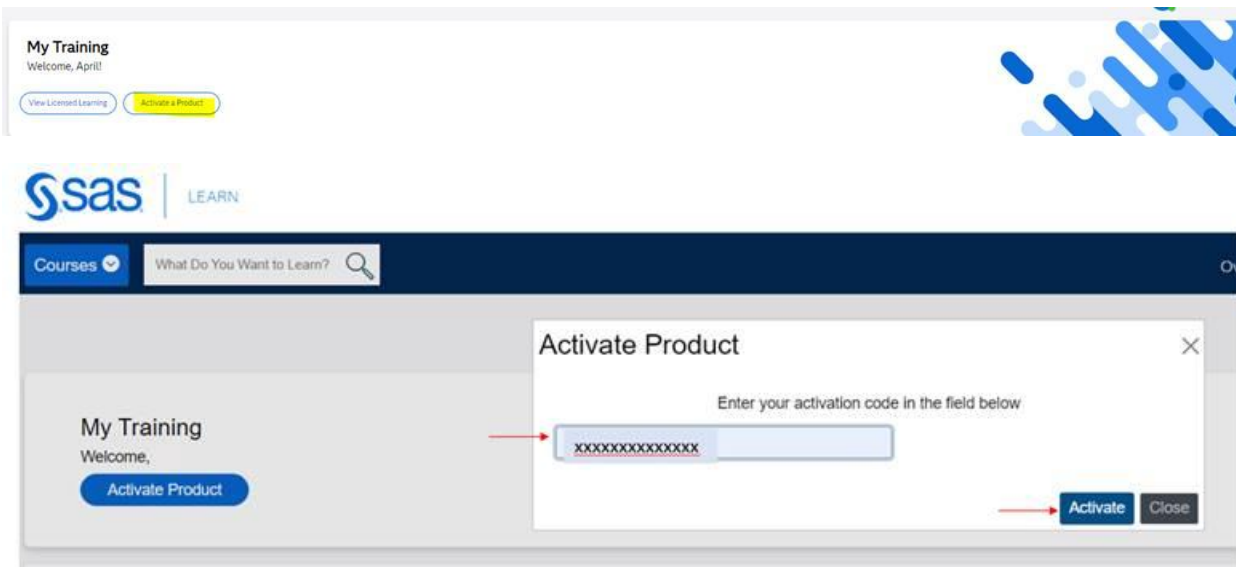 My Training
Welcome, April!
View Licensed Learning Activate a Product
sas LEARN
Courses What Do You Want to Learn?
Activate Product
Enter your activation code in the field below
xxxxxxxxxxxxxx
My Training
Welcome,
Activate Product
Activate Close